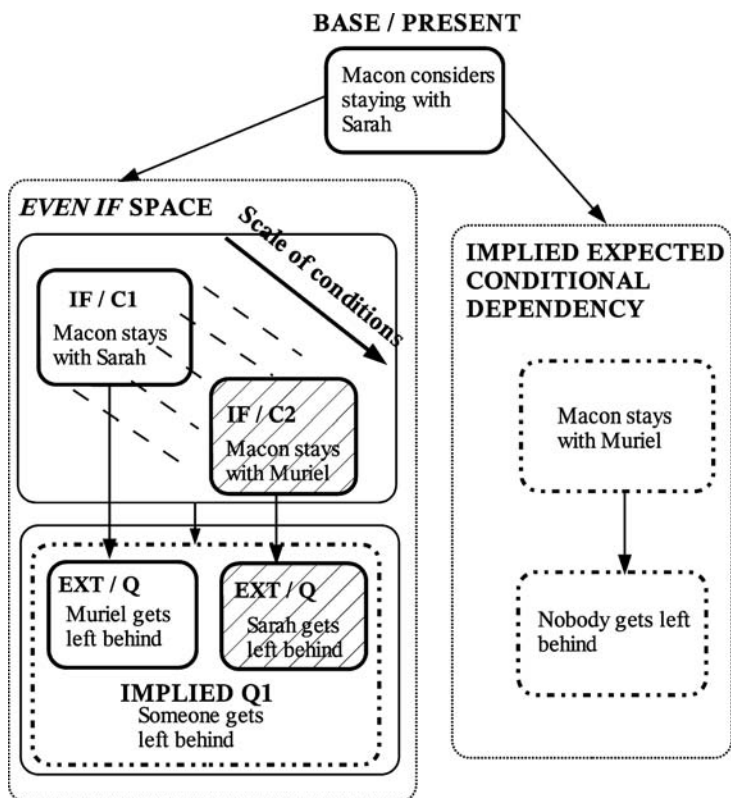 BASE / PRESENT
Macon considers
staying with
Sarah
EVEN IF SPACE
Scale of conditions
IF / C1
Macon stays
with Sarah
IF / C2
Macon stays
with Muriel
EXT / Q
Muriel gets
left behind
EXT / Q
Sarah gets
left behind
IMPLIED Q1
Someone gets
left behind
IMPLIED EXPECTED
CONDITIONAL
DEPENDENCY
Macon stays
with Muriel
Nobody gets left
behind